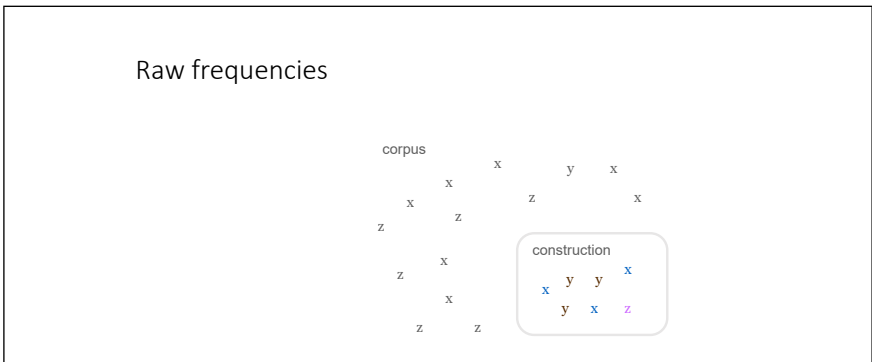 Raw frequencies
corpus
x
y x
x
z x
x
z
z
construction
x
x
z
y y
x
x
y x z
z z